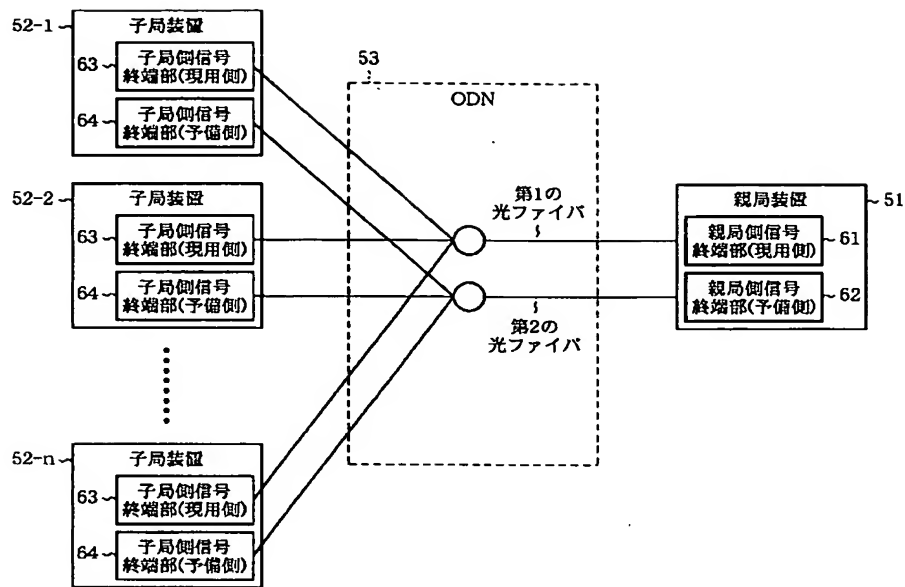 52-1
子局装置
63
子局側信号
終端部(現用側)
64
子局側信号
終端部(予備側)
53
ODN
52-2
子局装置
63
子局側信号
終端部(現用側)
64
子局側信号
終端部(予備側)
第1の
光ファイバ
第2の
光ファイバ
親局装置
51
親局側信号
終端部(現用側)
61
親局側信号
終端部(予備側)
62
52-n
子局装置
63
子局側信号
終端部(現用側)
64
子局側信号
終端部(予備側)